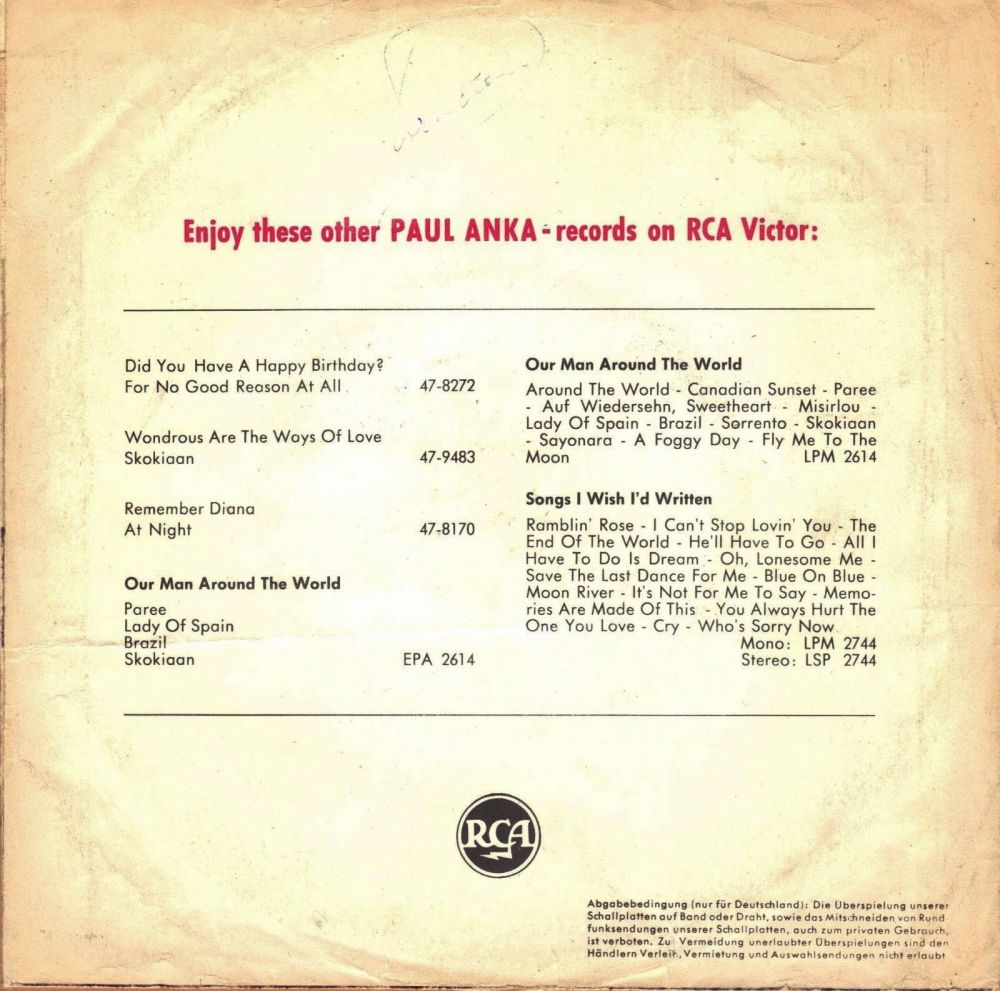 Enjoy these other PAUL ANKA - records on RCA Victor:
Did You Have A Happy Birthday?
For No Good Reason At All 47-8272
Wondrous Are The Ways Of Love
Skokiaan 47-9483
Remember Diana
At Night 47-8170
Our Man Around The World
Paree
Lady Of Spain
Brazil
Skokiaan EPA 2614
Our Man Around The World
Around The World - Canadian Sunset - Paree
- Auf Wiedersehn, Sweetheart - Misirlou -
Lady Of Spain - Brazil - Sorrento - Skokiaan
- Sayonara - A Foggy Day - Fly Me To The
Moon LPM 2614
Songs I Wish I'd Written
Ramblin' Rose - I Can't Stop Lovin' You - The
End Of The World - He'll Have To Go - All I
Have To Do Is Dream - Oh, Lonesome Me -
Save The Last Dance For Me - Blue On Blue -
Moon River - It's Not For Me To Say - Memo-
ries Are Made Of This - You Always Hurt The
One You Love - Cry - Who's Sorry Now
Mono: LPM 2744
Stereo: LSP 2744
RCA
Abgabebedingung (nur für Deutschland): Die Überspielung unserer
Schallplatten auf Band oder Draht, sowie das Mitschneiden von Rund
funksendungen unserer Schallplatten, auch zum privaten Gebrauch,
ist verboten. Zu Vermeidung unerlaubter Überspielungen sind den
Händlern Verleih, Vermietung und Auswahlsendungen nicht erlaubt